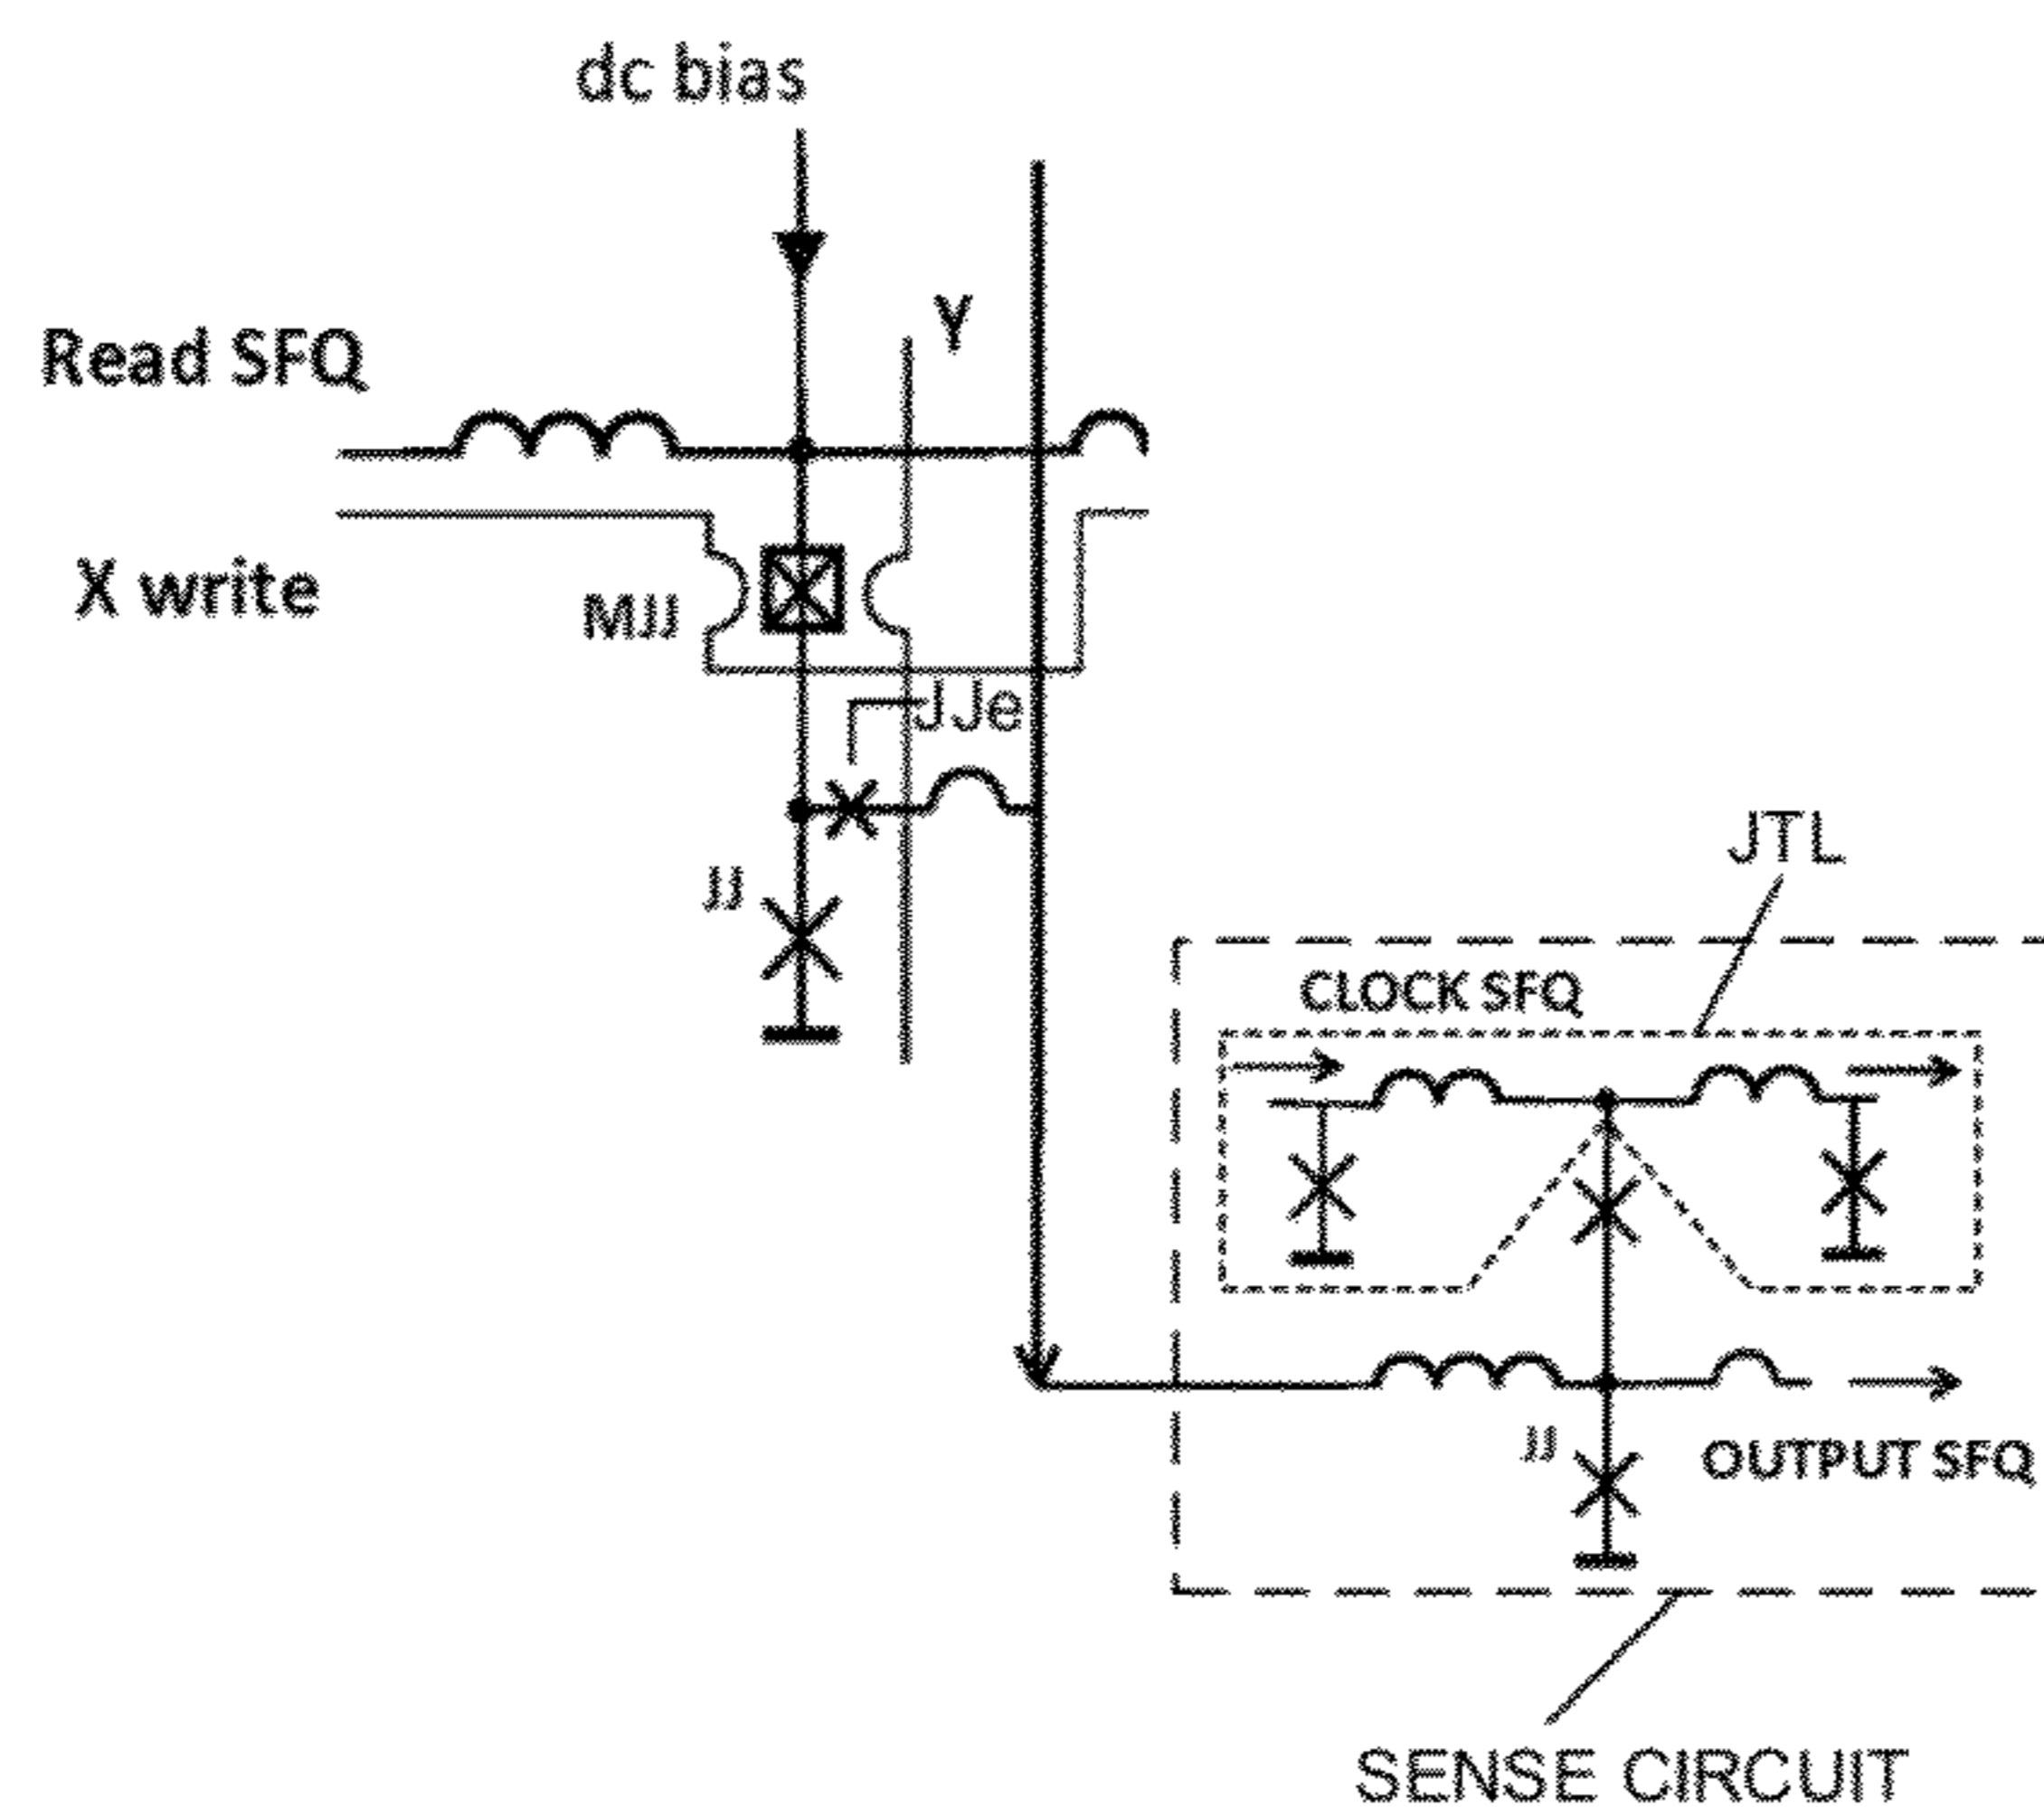 dc bias
Y
Read SFQ
X write
MJJ
JJe
JJ
JTL
CLOCK SFQ
JJ
OUTPUT SFQ
SENSE CIRCUIT